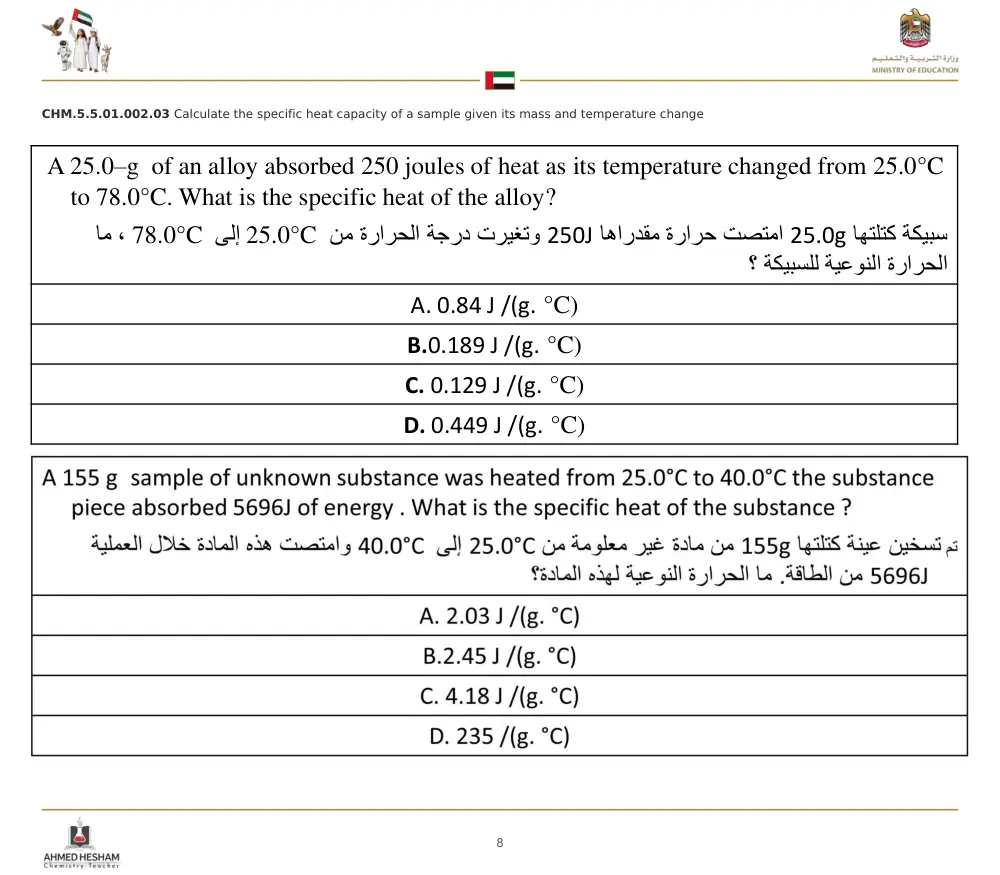 وزارة التربية والتعليم
MINISTRY OF EDUCATION
CHM.5.5.01.002.03 Calculate the specific heat capacity of a sample given its mass and temperature change
A 25.0–g of an alloy absorbed 250 joules of heat as its temperature changed from 25.0°C
to 78.0°C. What is the specific heat of the alloy?
سبيكة كتلتها 25.0g امتصت حرارة مقدراها 250J وتغيرت درجة الحرارة من 25.0°C إلى 78.0°C ، ما
الحرارة النوعية للسبيكة ؟
A. 0.84 J /(g. °C)
B.0.189 J /(g. °C)
C. 0.129 J /(g. °C)
D. 0.449 J /(g. °C)
A 155 g sample of unknown substance was heated from 25.0°C to 40.0°C the substance
piece absorbed 5696J of energy . What is the specific heat of the substance ?
تم تسخين عينة كتلتها 155g من مادة غير معلومة من 25.0°C إلى 40.0°C وامتصت هذه المادة خلال العملية
5696J من الطاقة. ما الحرارة النوعية لهذه المادة؟
A. 2.03 J /(g. °C)
B.2.45 J /(g. °C)
C. 4.18 J /(g. °C)
D. 235 /(g. °C)
AHMED HESHAM
Chemistry Teacher
8